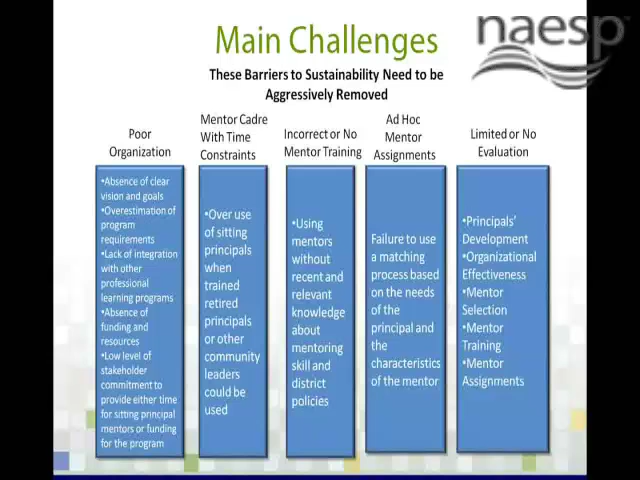 Main Challenges
naesp
These Barriers to Sustainability Need to be
Aggressively Removed
Poor
Organization
•Absence of clear
vision and goals
•Overestimation of
program
requirements
•Lack of integration
with other
professional
learning programs
•Absence of
funding and
resources
•Low level of
stakeholder
commitment to
provide either time
for sitting principal
mentors or funding
for the program
Mentor Cadre
With Time
Constraints
•Over use
of sitting
principals
when
trained
retired
principals
or other
community
leaders
could be
used
Incorrect or No
Mentor Training
•Using
mentors
without
recent and
relevant
knowledge
about
mentoring
skill and
district
policies
Ad Hoc
Mentor
Assignments
Failure to use
a matching
process based
on the needs
of the
principal and
the
characteristics
of the mentor
Limited or No
Evaluation
•Principals'
Development
•Organizational
Effectiveness
•Mentor
Selection
•Mentor
Training
•Mentor
Assignments